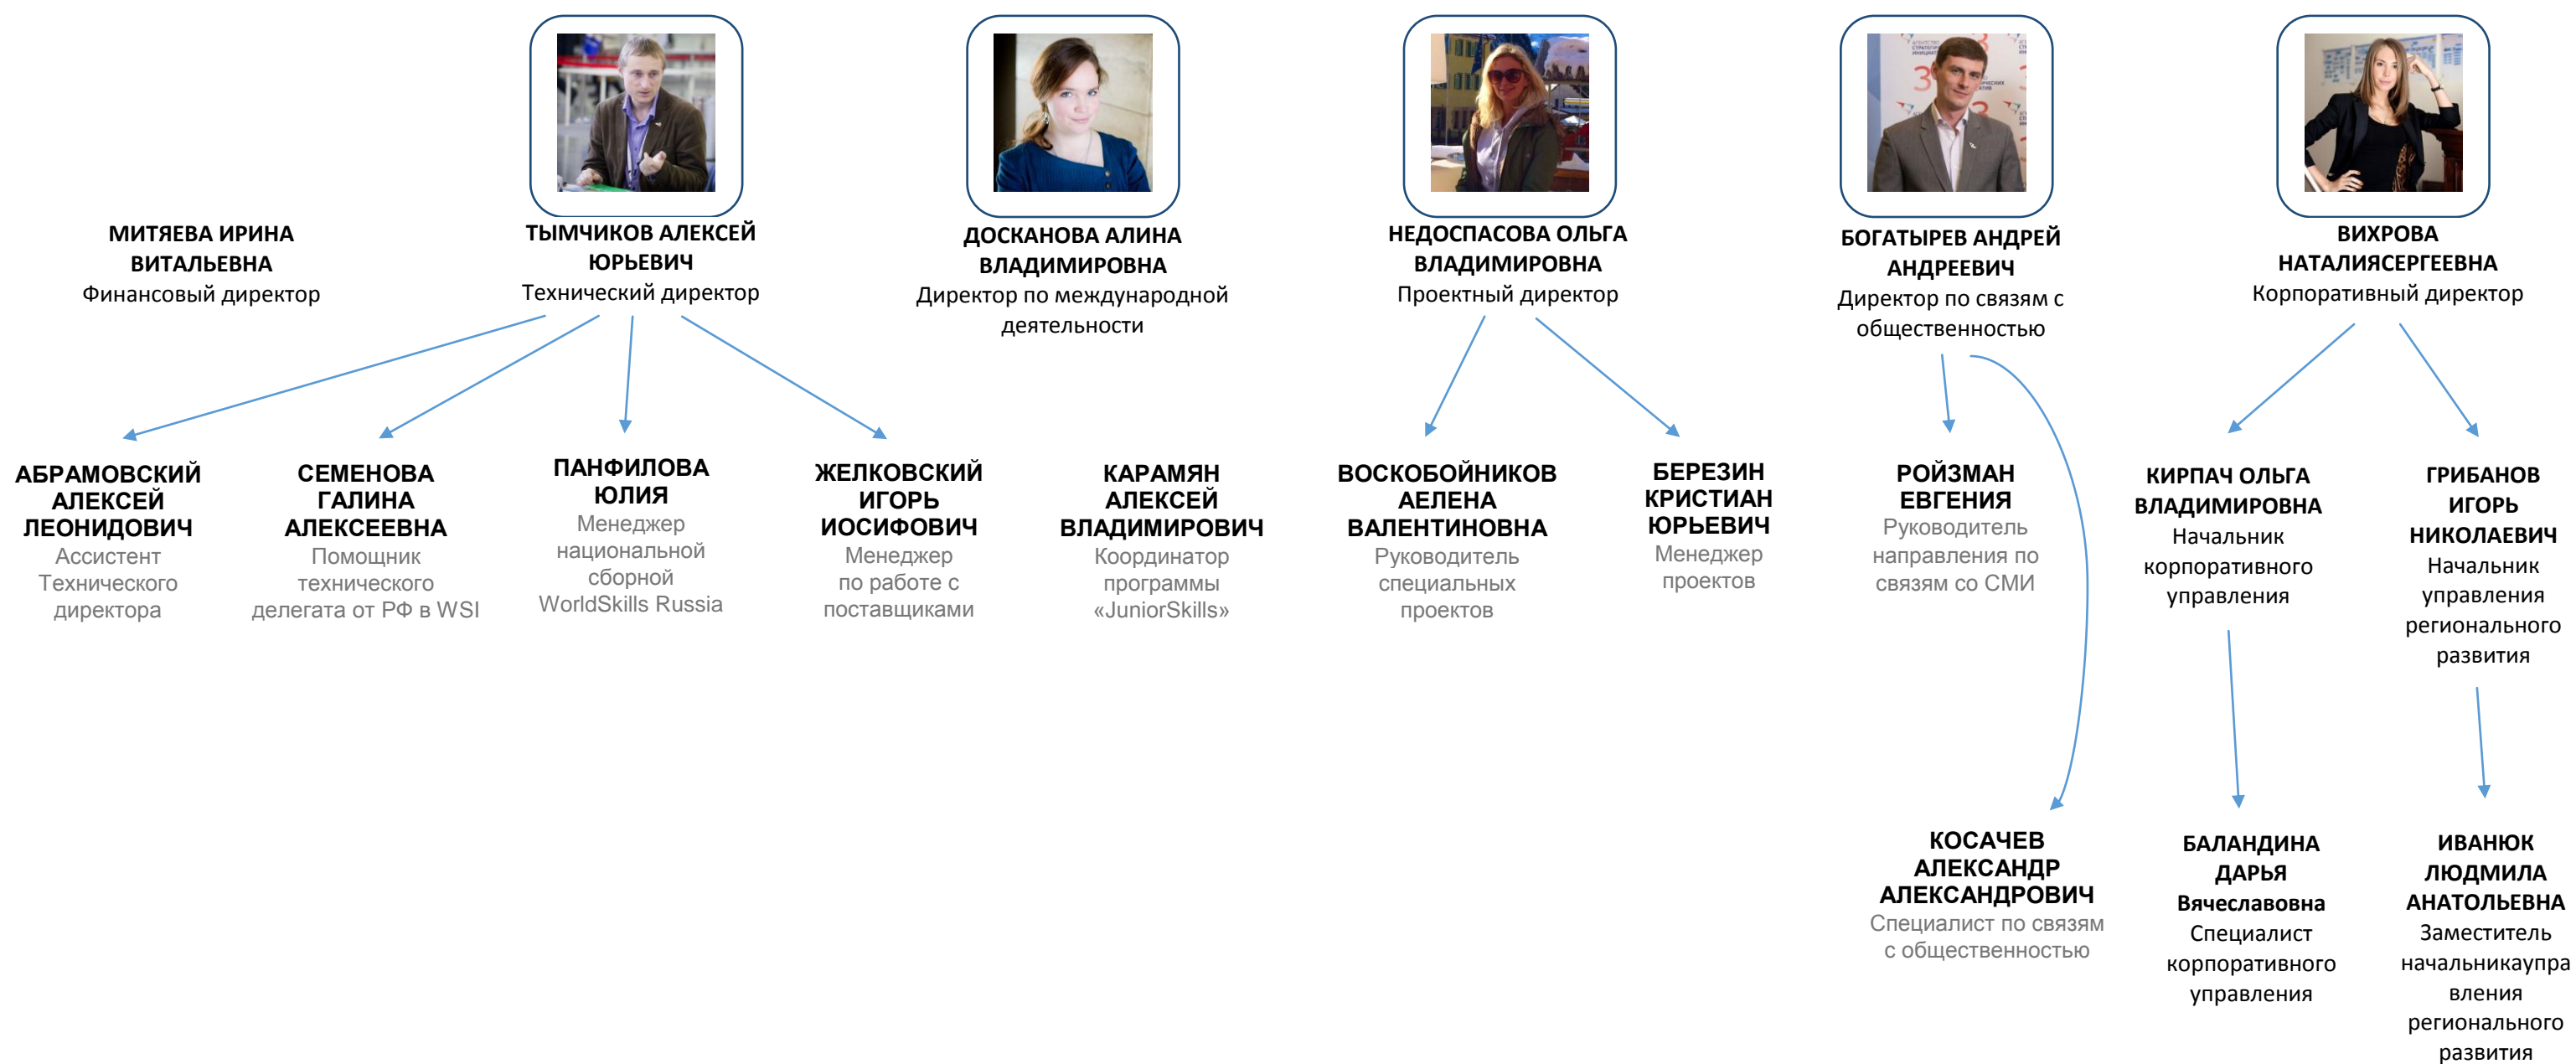 МИТЯЕВА ИРИНА
ВИТАЛЬЕВНА
Финансовый директор
ТЫМЧИКОВ АЛЕКСЕЙ
ЮРЬЕВИЧ
Технический директор
ДОСКАНОВА АЛИНА
ВЛАДИМИРОВНА
Директор по международной
деятельности
НЕДОСПАСОВА ОЛЬГА
ВЛАДИМИРОВНА
Проектный директор
БОГАТЫРЕВ АНДРЕЙ
АНДРЕЕВИЧ
Директор по связям с
общественностью
ВИХРОВА
НАТАЛИЯСЕРГЕЕВНА
Корпоративный директор
АБРАМОВСКИЙ
АЛЕКСЕЙ
ЛЕОНИДОВИЧ
Ассистент
Технического
директора
СЕМЕНОВА
ГАЛИНА
АЛЕКСЕЕВНА
Помощник
технического
делегата от РФ в WSI
ПАНФИЛОВА
ЮЛИЯ
Менеджер
национальной
сборной
WorldSkills Russia
ЖЕЛКОВСКИЙ
ИГОРЬ
ИОСИФОВИЧ
Менеджер
по работе с
поставщиками
КАРАМЯН
АЛЕКСЕЙ
ВЛАДИМИРОВИЧ
Координатор
программы
«JuniorSkills»
ВОСКОБОЙНИКОВ
АЕЛЕНА
ВАЛЕНТИНОВНА
Руководитель
специальных
проектов
БЕРЕЗИН
КРИСТИАН
ЮРЬЕВИЧ
Менеджер
проектов
РОЙЗМАН
ЕВГЕНИЯ
Руководитель
направления по
связям со СМИ
КИРПАЧ ОЛЬГА
ВЛАДИМИРОВНА
Начальник
корпоративного
управления
ГРИБАНОВ
ИГОРЬ
НИКОЛАЕВИЧ
Начальник
управления
регионального
развития
КОСАЧЕВ
АЛЕКСАНДР
АЛЕКСАНДРОВИЧ
Специалист по связям
с общественностью
БАЛАНДИНА
ДАРЬЯ
Вячеславовна
Специалист
корпоративного
управления
ИВАНЮК
ЛЮДМИЛА
АНАТОЛЬЕВНА
Заместитель
начальникаупра
вления
регионального
развития